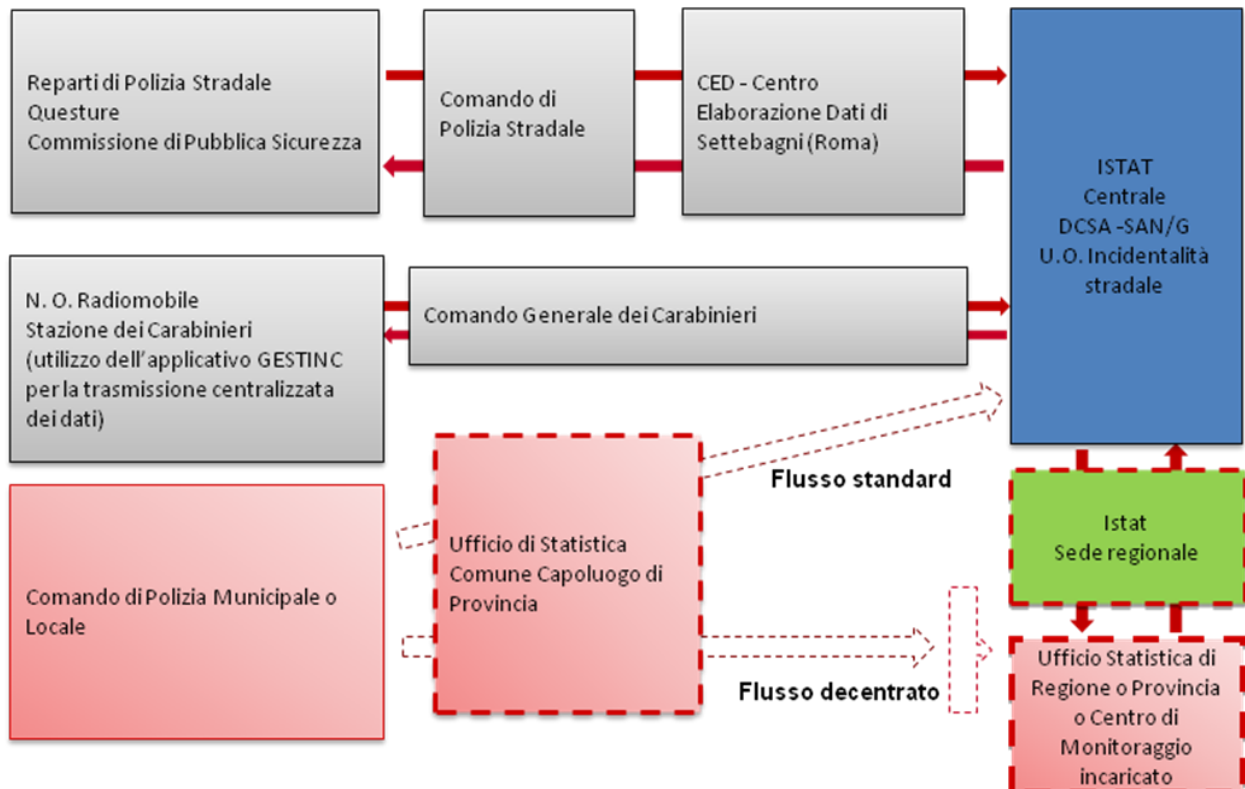 Reparti di Polizia Stradale
Questure
Commissione di Pubblica Sicurezza
Comando di
Polizia Stradale
CED - Centro
Elaborazione Dati di
Settebagni (Roma)
ISTAT
Centrale
DCSA -SAN/G
U.O. Incidentalità
stradale
N. O. Radiomobile
Stazione dei Carabinieri
(utilizzo dell'applicativo GESTINC
per la trasmissione centralizzata
dei dati)
Comando Generale dei Carabinieri
Flusso standard
Istat
Sede regionale
Ufficio di Statistica
Comune Capoluogo di
Provincia
Comando di Polizia Municipale o
Locale
Flusso decentrato
Ufficio Statistica di
Regione o Provincia
o Centro di
Monitoraggio
incaricato